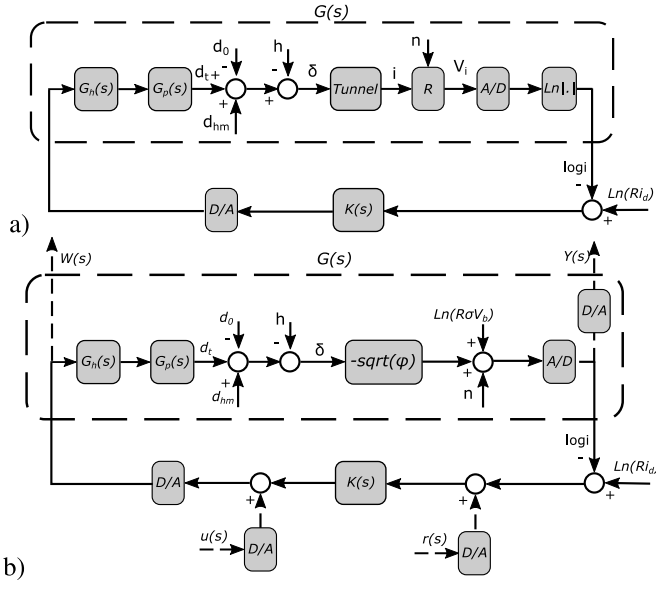 G(s)
d0
h
n
Gh(s)
Gp(s)
dt+
-
-
δ
Tunnel
i
R
Vi
A/D
Ln|.|
+
+
dhm
logi
-
D/A
K(s)
Ln(Rid)
+
a)
W(s)
G(s)
Y(s)
D/A
d0
h
Ln(RσVb)
Gh(s)
Gp(s)
dt
-
-
δ
-sqrt(φ)
+
+
A/D
+
dhm
+
n
logi
-
D/A
K(s)
Ln(Rid,
+
+
+
u(s)
D/A
r(s)
D/A
b)